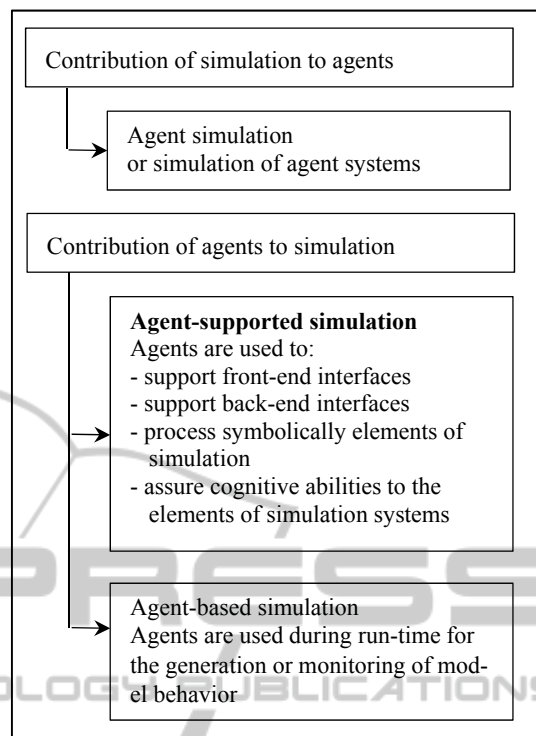 Contribution of simulation to agents
Agent simulation
or simulation of agent systems
Contribution of agents to simulation
Agent-supported simulation
Agents are used to:
- support front-end interfaces
- support back-end interfaces
- process symbolically elements of
simulation
- assure cognitive abilities to the
elements of simulation systems
PRESS
Agent-based simulation
Agents are used during run-time for
the generation or monitoring of mod-
el behavior
OLOGY PUBLICATIONS